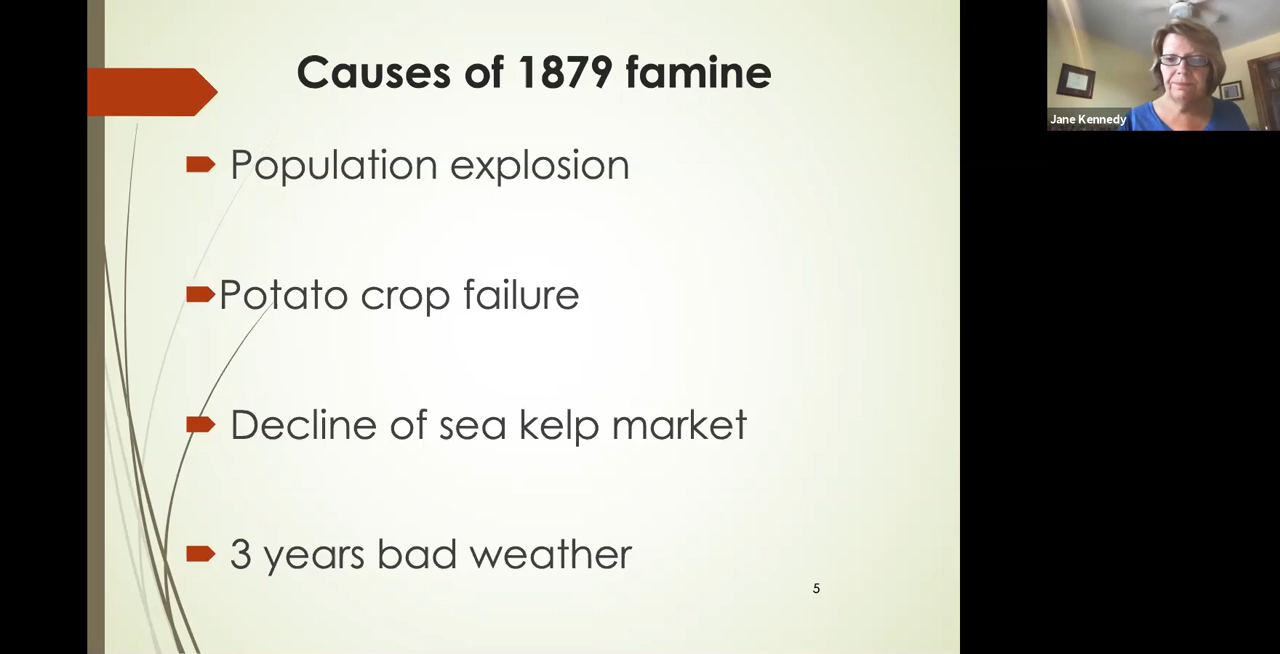 Causes of 1879 famine
Population explosion
Potato crop failure
Decline of sea kelp market
3 years bad weather
5
Jane Kennedy